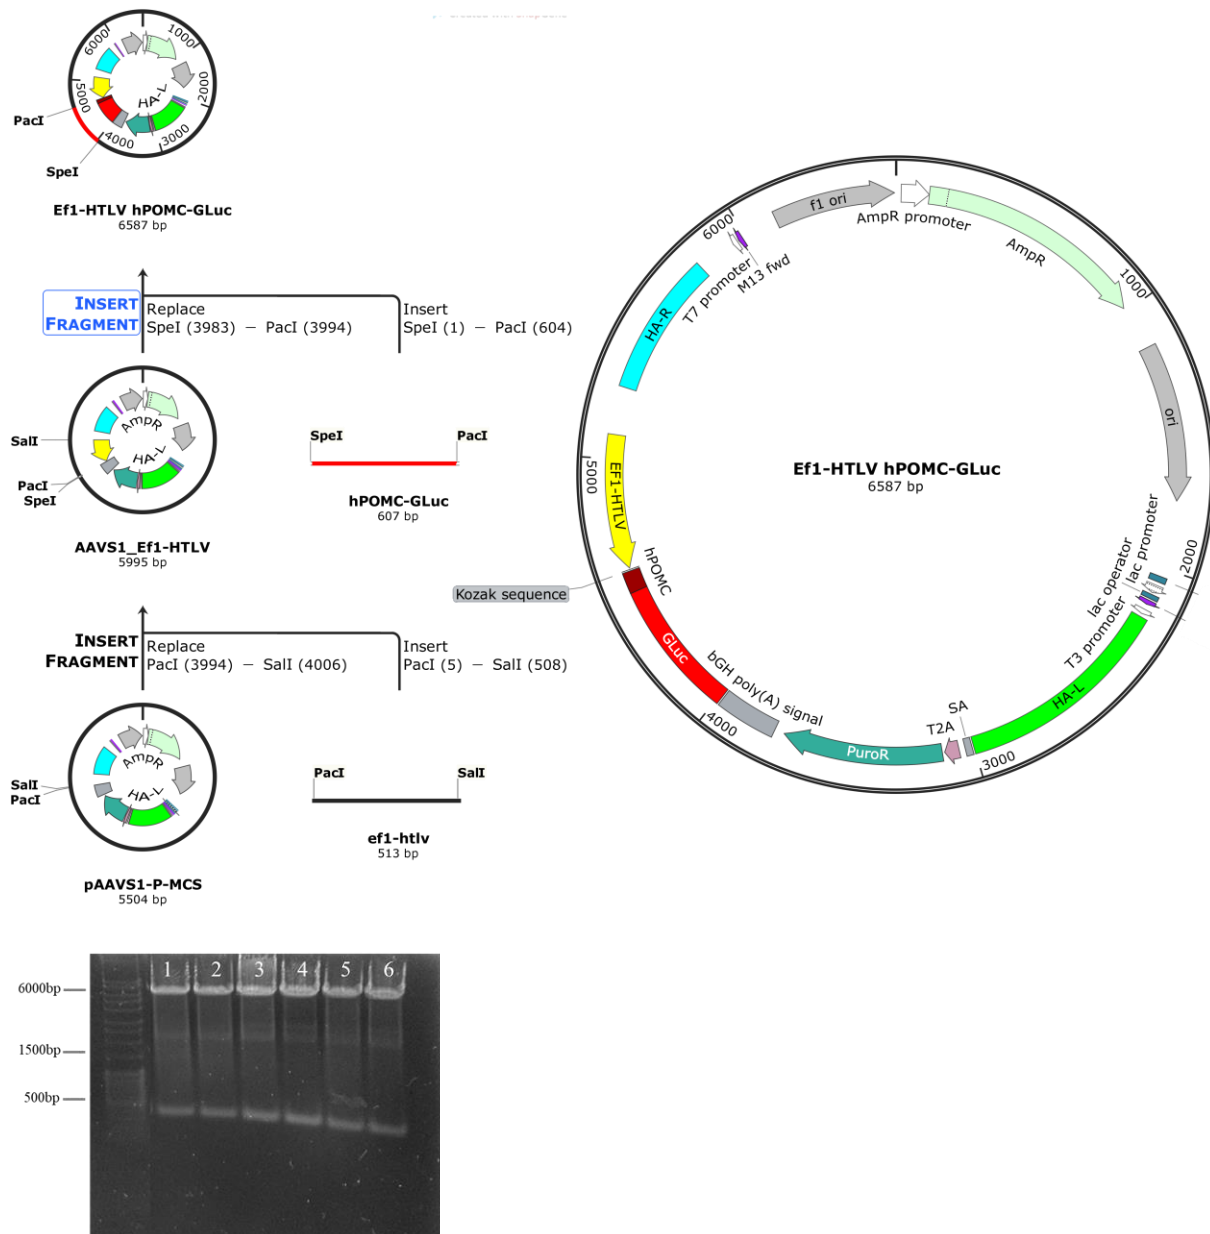 6000
1000
2000
3000
4000
5000
HA-L
PacI
SpeI
Ef1-HTLV hPOMC-GLuc
6587 bp
INSERT
FRAGMENT
Replace
SpeI (3983) – PacI (3994)
Insert
SpeI (1) – PacI (604)
AmpR
HA-L
SalI
PacI
SpeI
AAVS1_Ef1-HTLV
5995 bp
SpeI
PacI
hPOMC-GLuc
607 bp
INSERT
FRAGMENT
Replace
PacI (3994) – SalI (4006)
Insert
PacI (5) – SalI (508)
AmpR
HA-L
SalI
PacI
pAAVS1-P-MCS
5504 bp
PacI
SalI
ef1-htlv
513 bp
f1 ori
AmpR promoter
AmpR
1000
ori
2000
lac promoter
lac operator
T3 promoter
HA-L
3000
SA
T2A
PuroR
bGH poly(A) signal
4000
GLuc
hPOMC
Kozak sequence
EF1-HTLV
5000
HA-R
T7 promoter
M13 fwd
6000
Ef1-HTLV hPOMC-GLuc
6587 bp
1 2 3 4 5 6
6000bp
1500bp
500bp